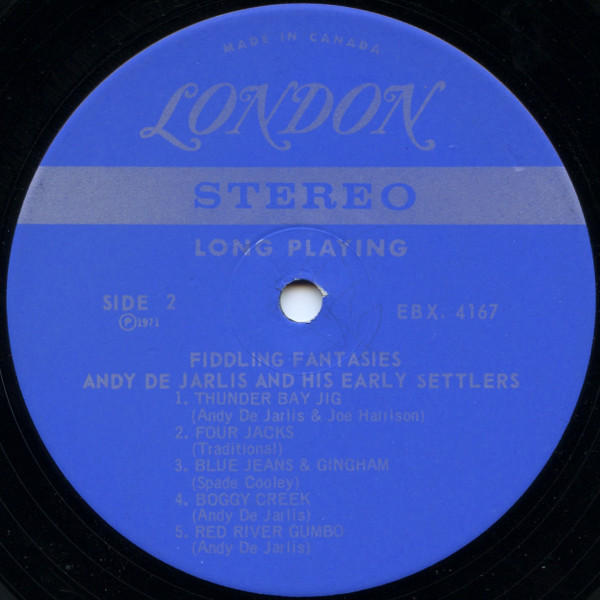 MADE IN CANADA
LONDON
STEREO
LONG PLAYING
SIDE 2
Ⓟ1971
EBX. 4167
FIDDLING FANTASIES
ANDY DE JARLIS AND HIS EARLY SETTLERS
1. THUNDER BAY JIG
(Andy De Jarlis & Joe Harrison)
2. FOUR JACKS
(Traditional)
3. BLUE JEANS & GINGHAM
(Spade Cooley)
4. BOGGY CREEK
(Andy De Jarlis)
5. RED RIVER GUMBO
(Andy De Jarlis)